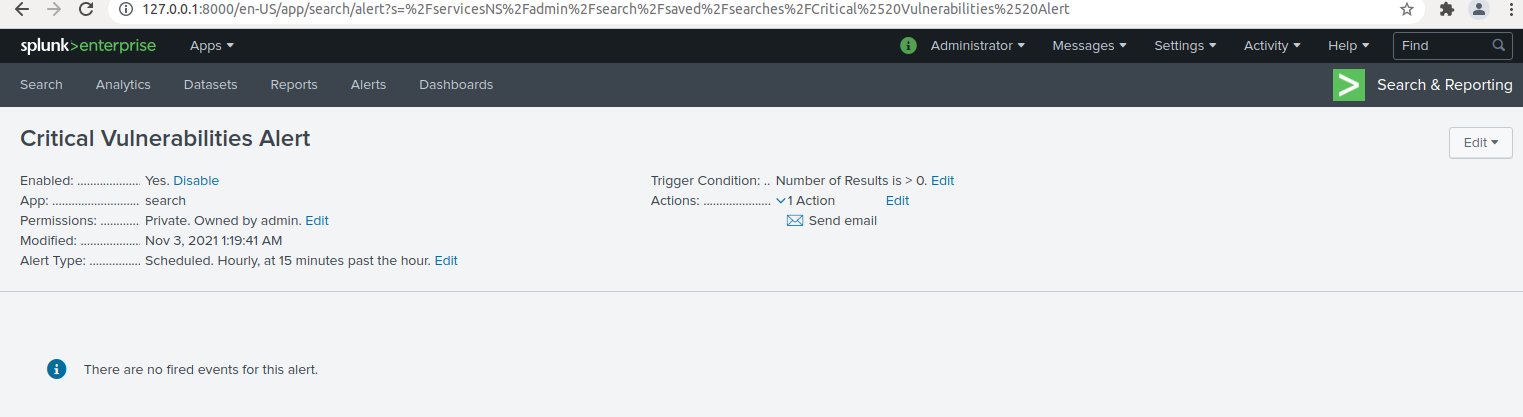 127.0.0.1:8000/en-US/app/search/alert?s=%2FservicesNS%2Fadmin%2Fsearch%2Fsaved%2Fsearches%2FCritical%2520Vulnerabilities%2520Alert
splunk>enterprise Apps Administrator Messages Settings Activity Help Find
Search Analytics Datasets Reports Alerts Dashboards Search & Reporting
Critical Vulnerabilities Alert Edit
Enabled: .................... Yes. Disable
App: ........................... search
Permissions: ............ Private. Owned by admin. Edit
Modified: ................... Nov 3, 2021 1:19:41 AM
Alert Type: ................ Scheduled. Hourly, at 15 minutes past the hour. Edit
Trigger Condition: .. Number of Results is > 0. Edit
Actions: ..................... 1 Action Edit
Send email
There are no fired events for this alert.